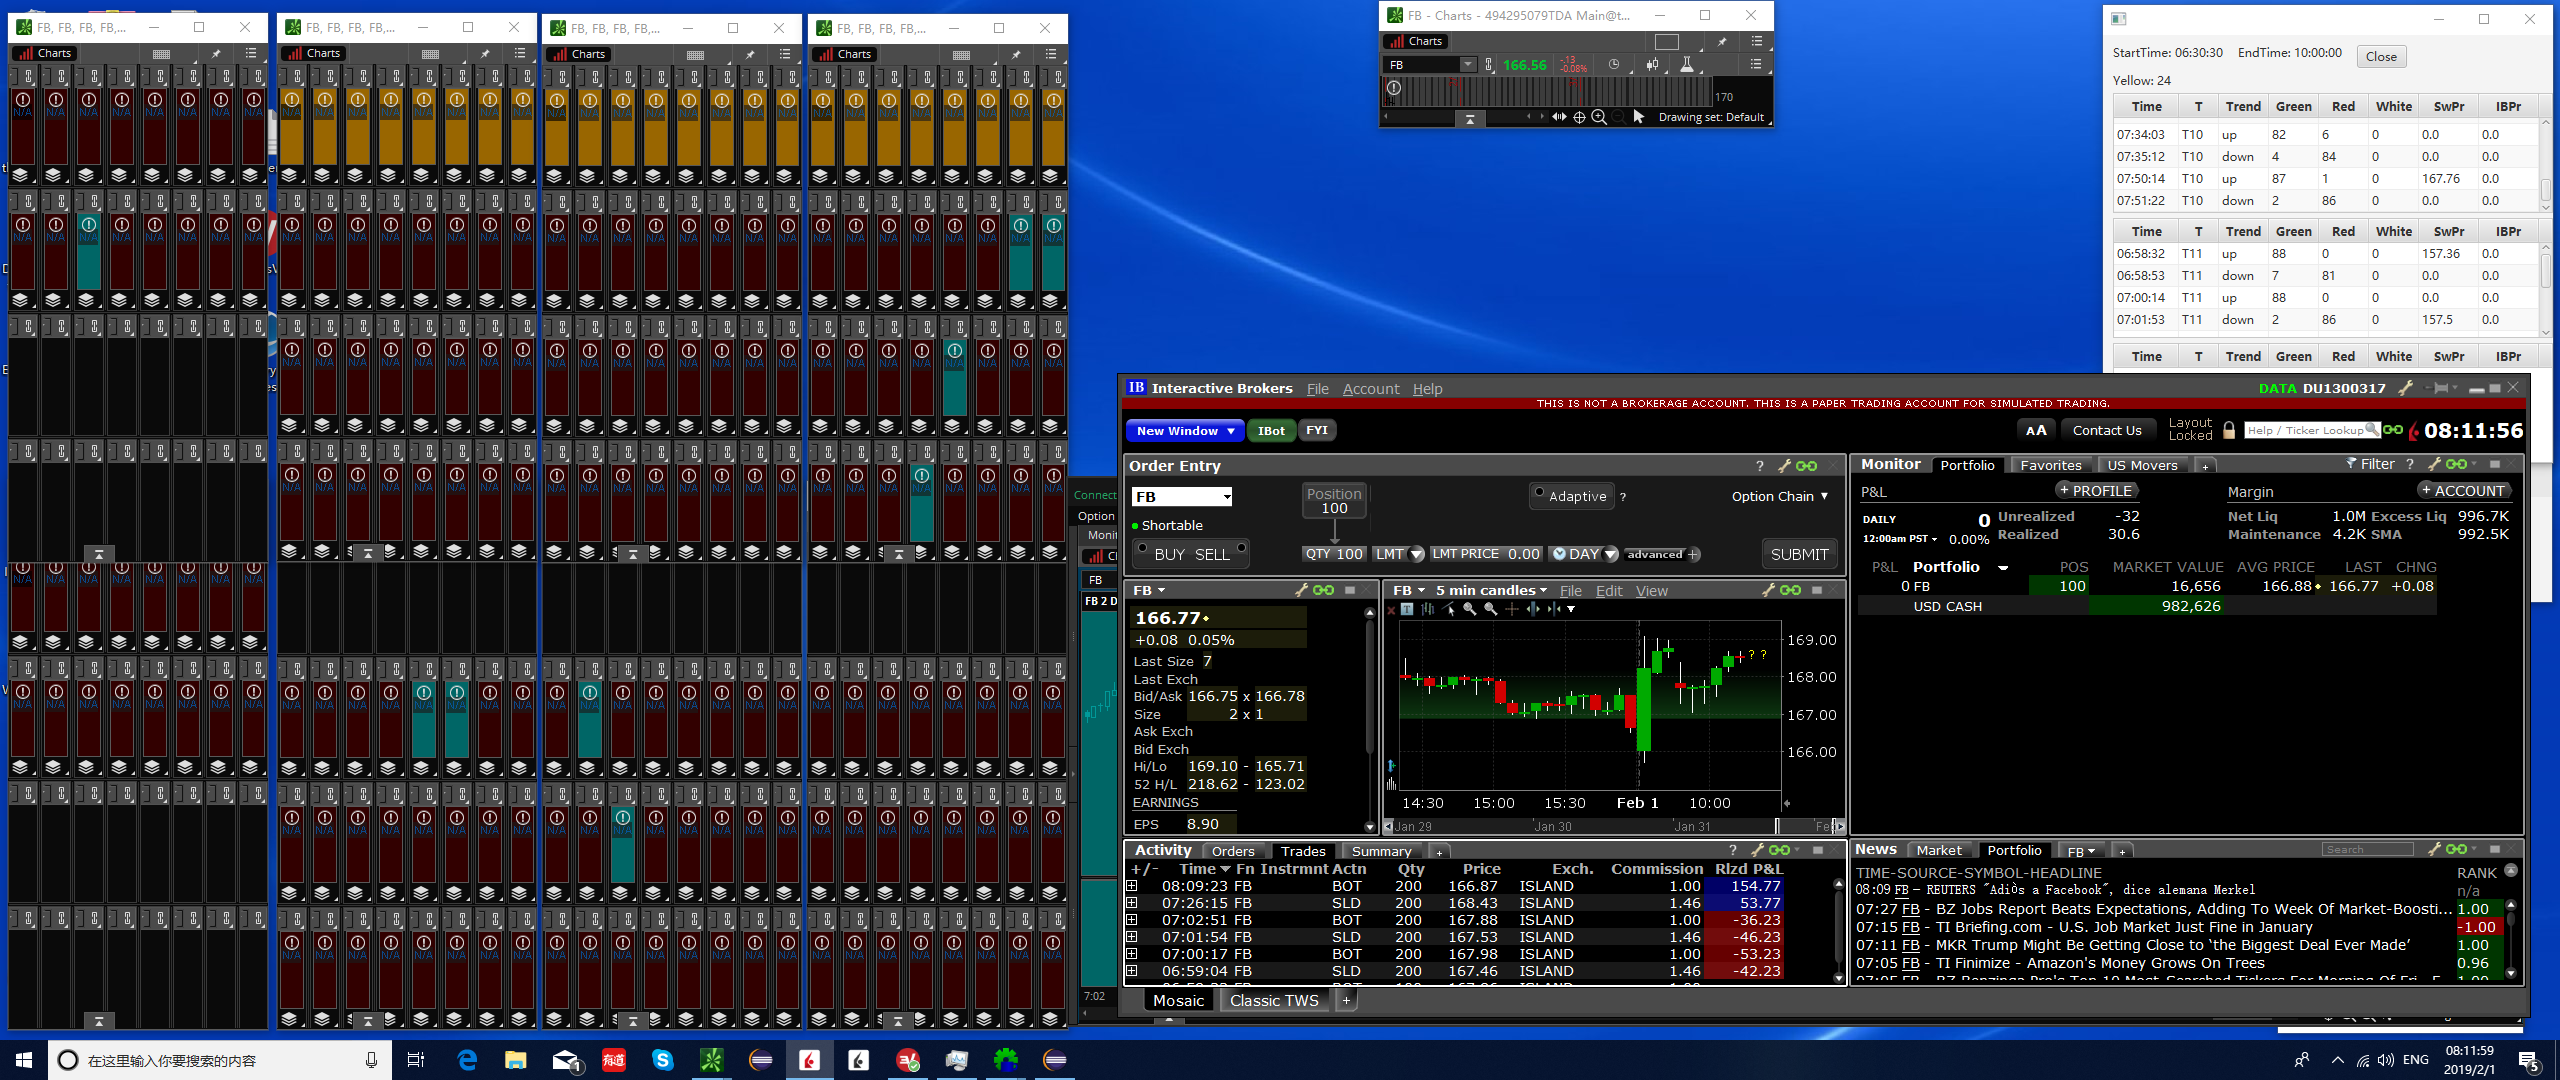 FB, FB, FB, FB,...
Charts
FB, FB, FB, FB,...
Charts
FB, FB, FB, FB,...
Charts
FB, FB, FB, FB,...
Charts
FB - Charts - 494295079TDA Main@t...
Charts
FB 166.56 -.13 -0.08%
170
Drawing set: Default
StartTime: 06:30:30 EndTime: 10:00:00 Close
Yellow: 24
Time T Trend Green Red White SwPr IBPr
07:34:03 T10 up 82 6 0 0.0 0.0
07:35:12 T10 down 4 84 0 0.0 0.0
07:50:14 T10 up 87 1 0 167.76 0.0
07:51:22 T10 down 2 86 0 0.0 0.0
Time T Trend Green Red White SwPr IBPr
06:58:32 T11 up 88 0 0 157.36 0.0
06:58:53 T11 down 7 81 0 0.0 0.0
07:00:14 T11 up 88 0 0 0.0 0.0
07:01:53 T11 down 2 86 0 157.5 0.0
Time T Trend Green Red White SwPr IBPr
IB Interactive Brokers File Account Help DATA DU1300317
THIS IS NOT A BROKERAGE ACCOUNT. THIS IS A PAPER TRADING ACCOUNT FOR SIMULATED TRADING.
New Window IBot FYI AA Contact Us Layout Locked Help / Ticker Lookup 08:11:56
Order Entry ?
FB Position 100 Adaptive ? Option Chain
Shortable
BUY SELL QTY 100 LMT LMT PRICE 0.00 DAY advanced + SUBMIT
FB
166.77
+0.08 0.05%
Last Size 7
Last Exch
Bid/Ask 166.75 x 166.78
Size 2 x 1
Ask Exch
Bid Exch
Hi/Lo 169.10 - 165.71
52 H/L 218.62 - 123.02
EARNINGS
EPS 8.90
FB 5 min candles File Edit View
? ?
169.00
168.00
167.00
166.00
14:30 15:00 15:30 Feb 1 10:00
Jan 29 Jan 30 Jan 31
Monitor Portfolio Favorites US Movers + Filter ?
P&L + PROFILE Margin + ACCOUNT
DAILY 0 Unrealized -32 Net Liq 1.0M Excess Liq 996.7K
12:00am PST 0.00% Realized 30.6 Maintenance 4.2K SMA 992.5K
P&L Portfolio POS MARKET VALUE AVG PRICE LAST CHNG
0 FB 100 16,656 166.88 166.77 +0.08
USD CASH 982,626
Activity Orders Trades Summary + ?
+/- Time Fn Instrmnt Actn Qty Price Exch. Commission Rlzd P&L
08:09:23 FB BOT 200 166.87 ISLAND 1.00 154.77
07:26:15 FB SLD 200 168.43 ISLAND 1.46 53.77
07:02:51 FB BOT 200 167.88 ISLAND 1.00 -36.23
07:01:54 FB SLD 200 167.53 ISLAND 1.46 -46.23
07:00:17 FB BOT 200 167.98 ISLAND 1.00 -53.23
06:59:04 FB SLD 200 167.46 ISLAND 1.46 -42.23
News Market Portfolio FB + Search ?
TIME-SOURCE-SYMBOL-HEADLINE RANK
08:09 FB - REUTERS "Adiòs a Facebook", dice alemana Merkel n/a
07:27 FB - BZ Jobs Report Beats Expectations, Adding To Week Of Market-Boosti... 1.00
07:15 FB - TI Briefing.com - U.S. Job Market Just Fine in January -1.00
07:11 FB - MKR Trump Might Be Getting Close to ‘the Biggest Deal Ever Made’ 1.00
07:05 FB - TI Finimize - Amazon's Money Grows On Trees 0.96
Mosaic Classic TWS +
Connect
Option
Monit
FB
FB 2 D
7:02
在这里输入你要搜索的内容
有道
ENG
08:11:59
2019/2/1